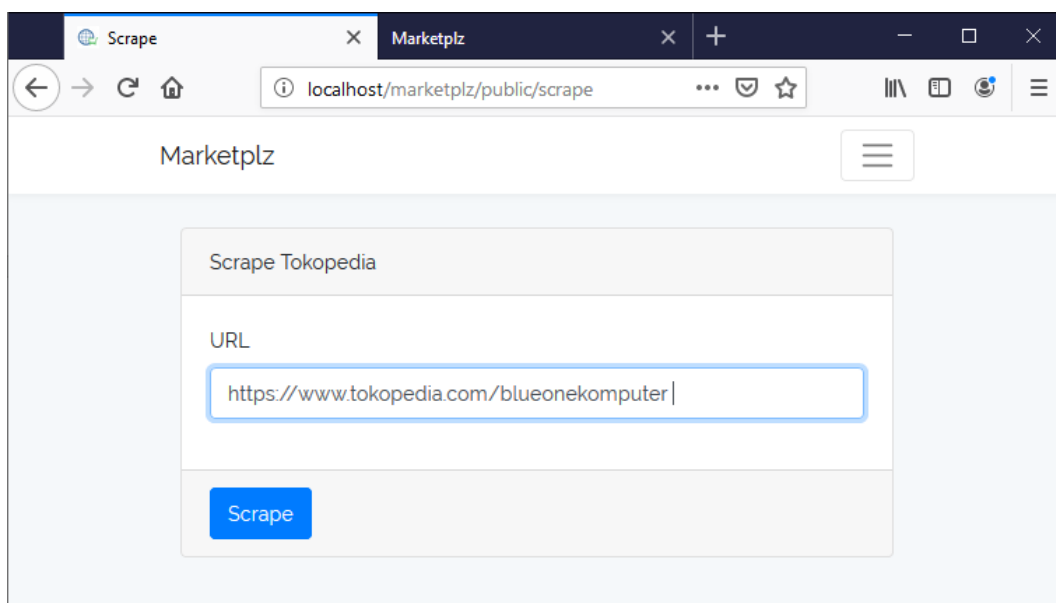 Scrape
Marketplz
localhost/marketplz/public/scrape
Marketplz
Scrape Tokopedia
URL
https://www.tokopedia.com/blueonekomputer
Scrape